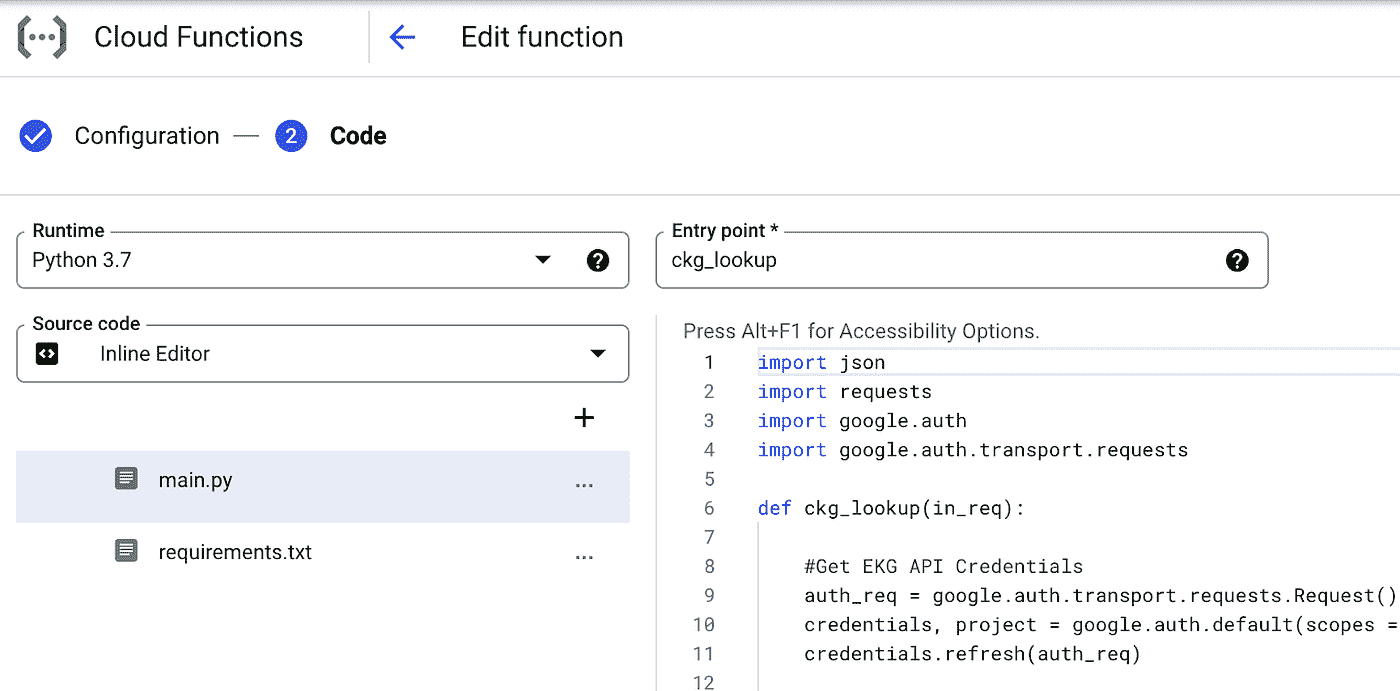 Cloud Functions
Edit function
Configuration
2
Code
Runtime
Python 3.7
Entry point *
ckg_lookup
Source code
Inline Editor
main.py
...
requirements.txt
...
Press Alt+F1 for Accessibility Options.
1 import json
2 import requests
3 import google.auth
4 import google.auth.transport.requests
5
6 def ckg_lookup(in_req):
7
8 #Get EKG API Credentials
9 auth_req = google.auth.transport.requests.Request()
10 credentials, project = google.auth.default(scopes =
11 credentials.refresh(auth_req)
12